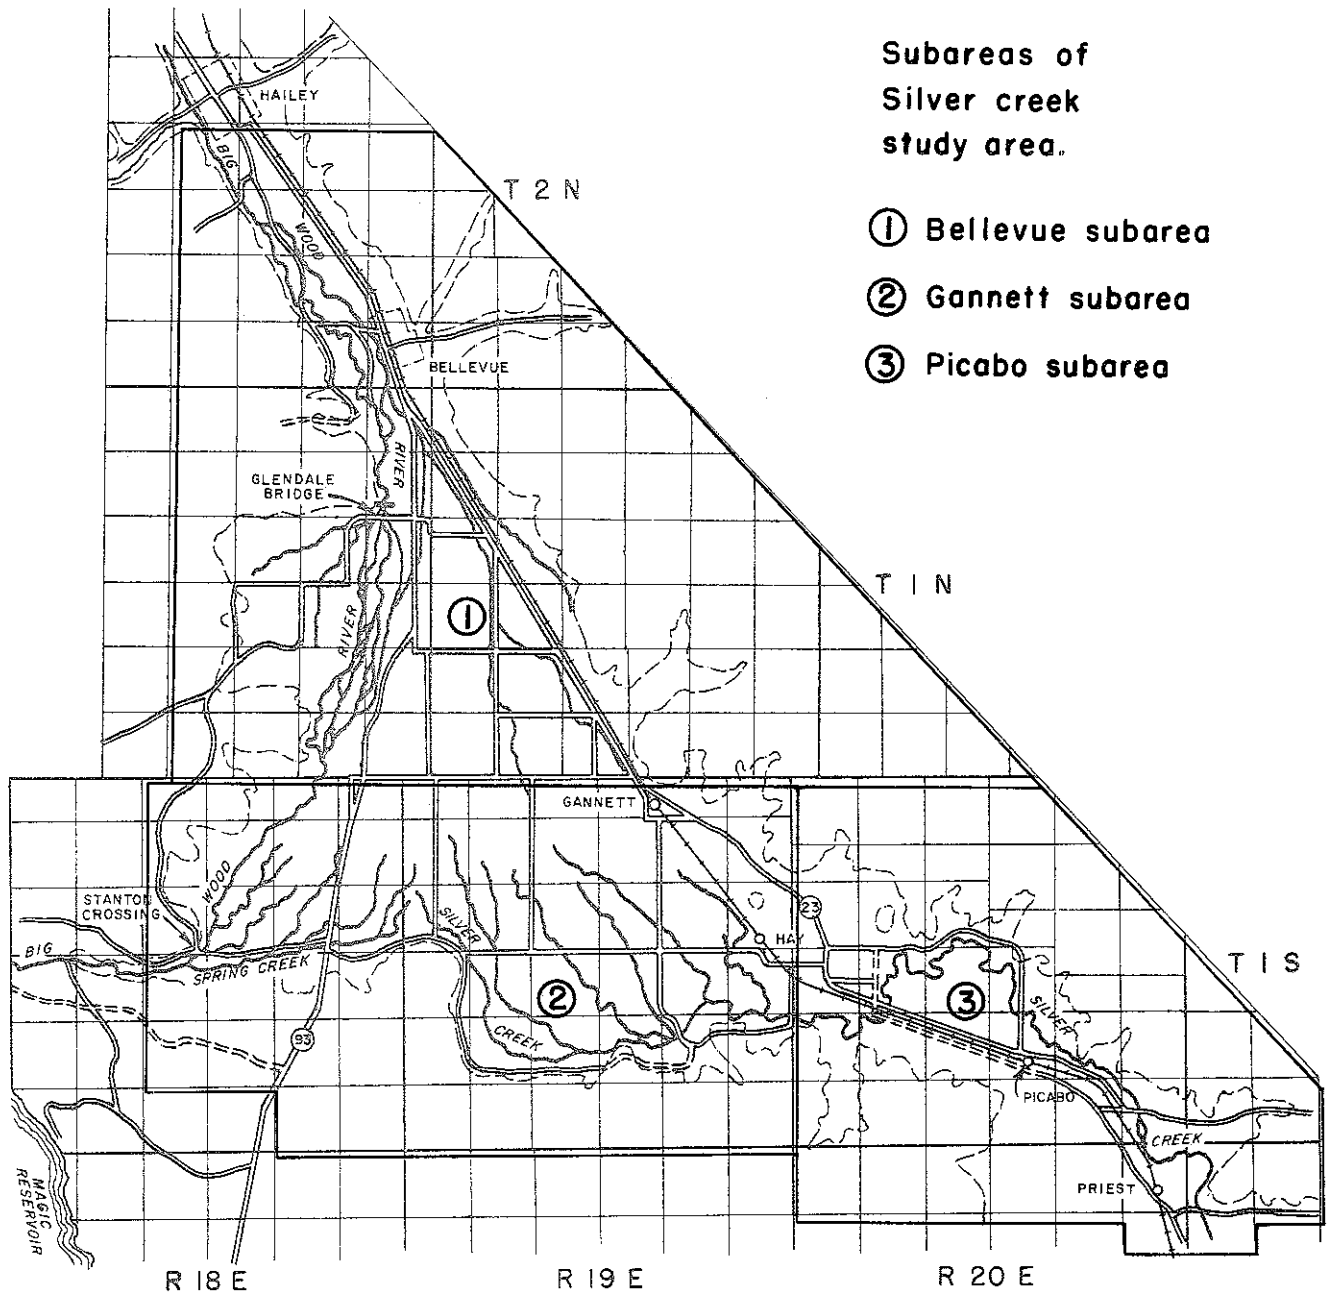 Subareas of
Silver creek
study area.
① Bellevue subarea
② Gannett subarea
③ Picabo subarea
HAILEY
BIG
T 2 N
WOOD
BELLEVUE
RIVER
GLENDALE
BRIDGE
T 1 N
①
RIVER
GANNETT
WOOD
STANTON
CROSSING
SILVER
23
HAY
BIG
SPRING CREEK
T 1 S
②
③
SILVER
CREEK
93
PICABO
CREEK
PRIEST
MAGIC
RESERVOIR
R 18 E
R 19 E
R 20 E